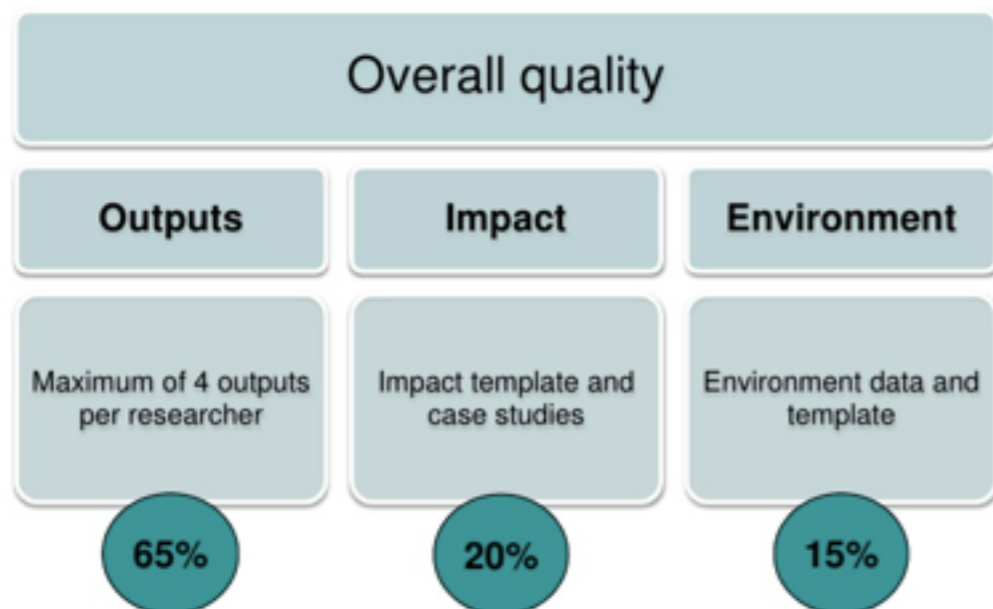 Overall quality
Outputs
Impact
Environment
Maximum of 4 outputs
per researcher
Impact template and
case studies
Environment data and
template
65%
20%
15%